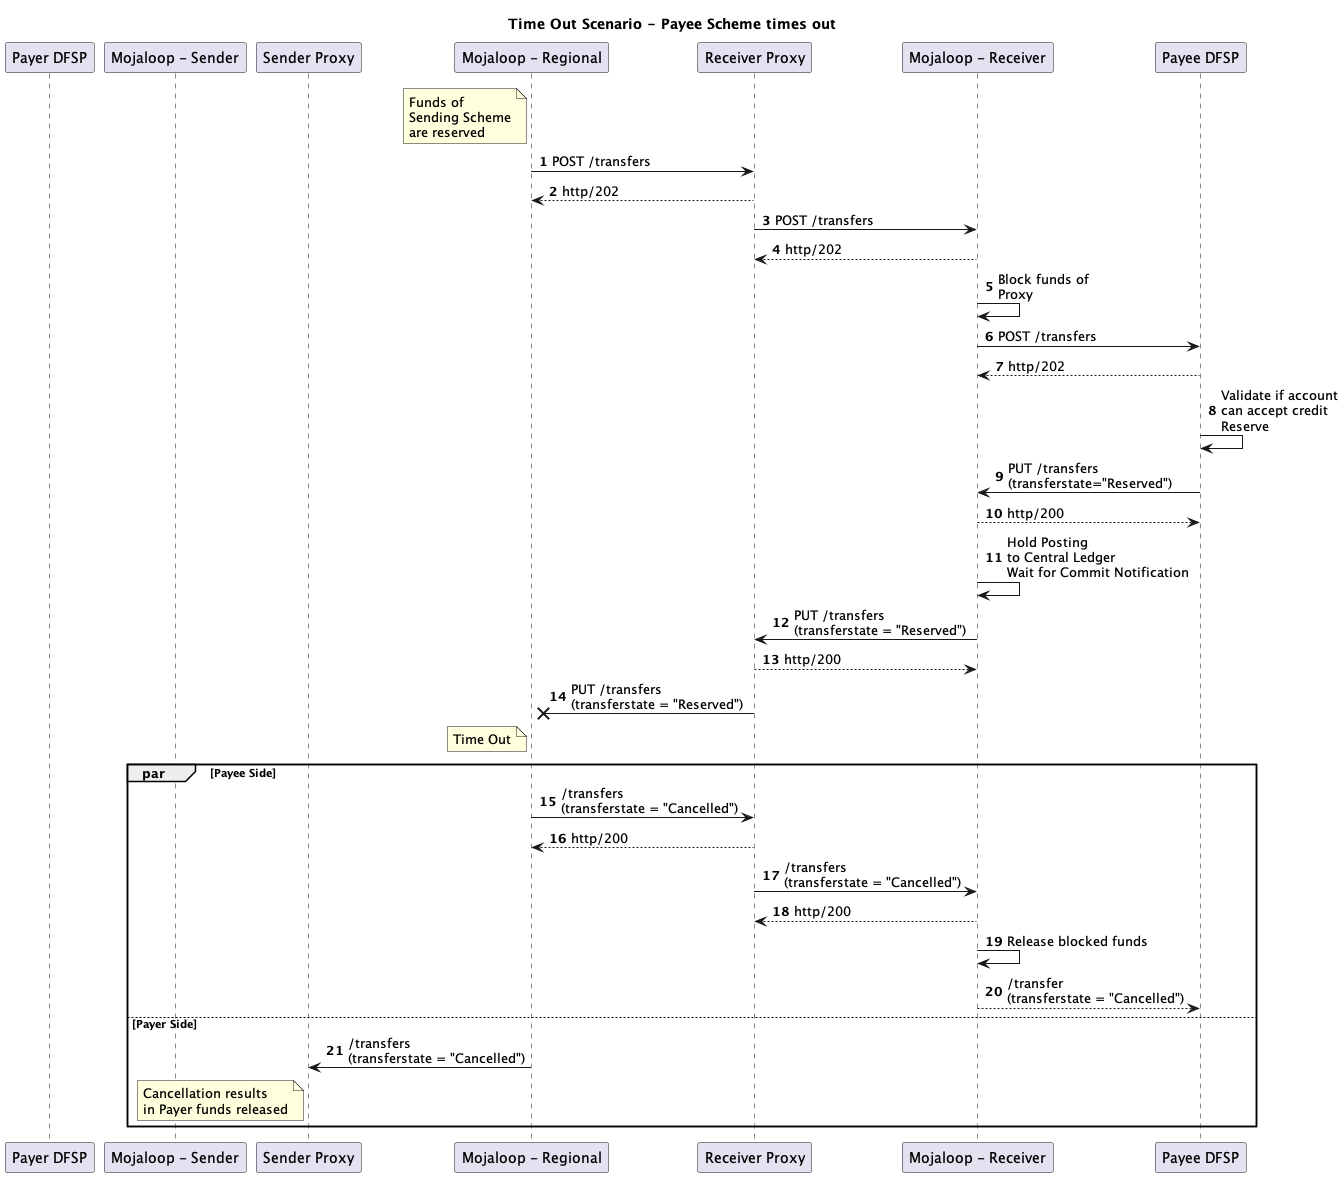 Time Out Scenario - Payee Scheme times out
Payer DFSP
Mojaloop - Sender
Sender Proxy
Mojaloop - Regional
Receiver Proxy
Mojaloop - Receiver
Payee DFSP
Funds of
Sending Scheme
are reserved
1 POST /transfers
2 http/202
3 POST /transfers
4 http/202
5 Block funds of
Proxy
6 POST /transfers
7 http/202
8 Validate if account
can accept credit
Reserve
9 PUT /transfers
(transferstate="Reserved")
10 http/200
11 Hold Posting
to Central Ledger
Wait for Commit Notification
12 PUT /transfers
(transferstate = "Reserved")
13 http/200
14 PUT /transfers
(transferstate = "Reserved")
Time Out
par [Payee Side]
15 /transfers
(transferstate = "Cancelled")
16 http/200
17 /transfers
(transferstate = "Cancelled")
18 http/200
19 Release blocked funds
20 /transfer
(transferstate = "Cancelled")
[Payer Side]
21 /transfers
(transferstate = "Cancelled")
Cancellation results
in Payer funds released
Payer DFSP
Mojaloop - Sender
Sender Proxy
Mojaloop - Regional
Receiver Proxy
Mojaloop - Receiver
Payee DFSP